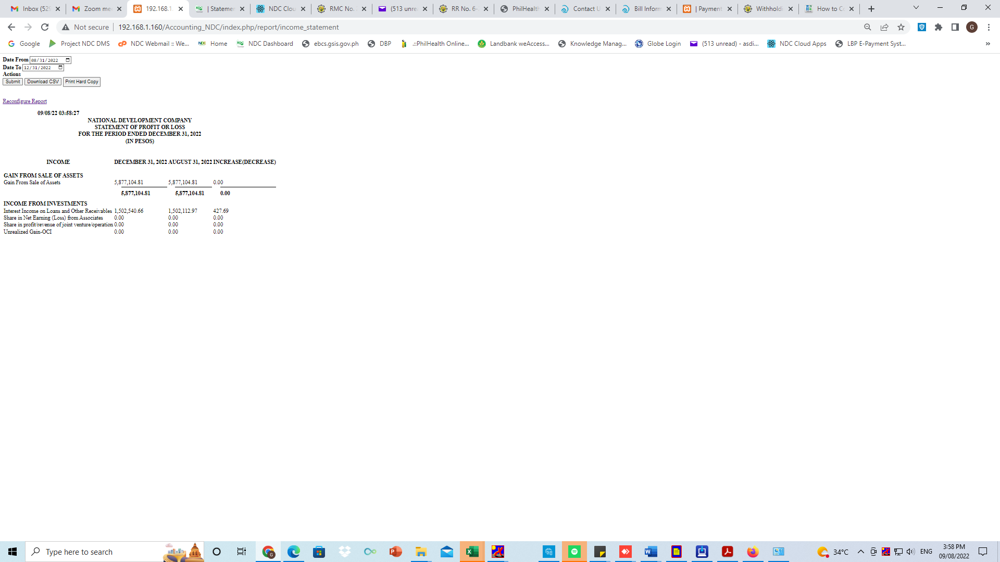 Inbox (529
Zoom me
192.168.1.
| Statemen
NDC Clou
RMC No.
(513 unre
RR No. 6-
PhilHealth
Contact U
Bill Inform
| Payment
Withholdi
How to C
Not secure
192.168.1.160/Accounting_NDC/index.php/report/income_statement
G
Google
Project NDC DMS
NDC Webmail :: We...
Home
NDC Dashboard
ebcs.gsis.gov.ph
DBP
.::PhilHealth Online...
Landbank weAccess...
Knowledge Manag...
Globe Login
(513 unread) - asdi...
NDC Cloud Apps
LBP E-Payment Syst...
»
Date From 08/31/2022
Date To 12/31/2022
Actions
Submit Download CSV Print Hard Copy
Reconfigure Report
09/08/22 03:58:27
NATIONAL DEVELOPMENT COMPANY
STATEMENT OF PROFIT OR LOSS
FOR THE PERIOD ENDED DECEMBER 31, 2022
(IN PESOS)
INCOME DECEMBER 31, 2022 AUGUST 31, 2022 INCREASE(DECREASE)
GAIN FROM SALE OF ASSETS
Gain From Sale of Assets 5,877,104.81 5,877,104.81 0.00
5,877,104.81 5,877,104.81 0.00
INCOME FROM INVESTMENTS
Interest Income on Loans and Other Receivables 1,502,540.66 1,502,112.97 427.69
Share in Net Earning (Loss) from Associates 0.00 0.00 0.00
Share in profit/revenue of joint venture/operation 0.00 0.00 0.00
Unrealized Gain-OCI 0.00 0.00 0.00
Type here to search
34°C
ENG
3:58 PM
09/08/2022